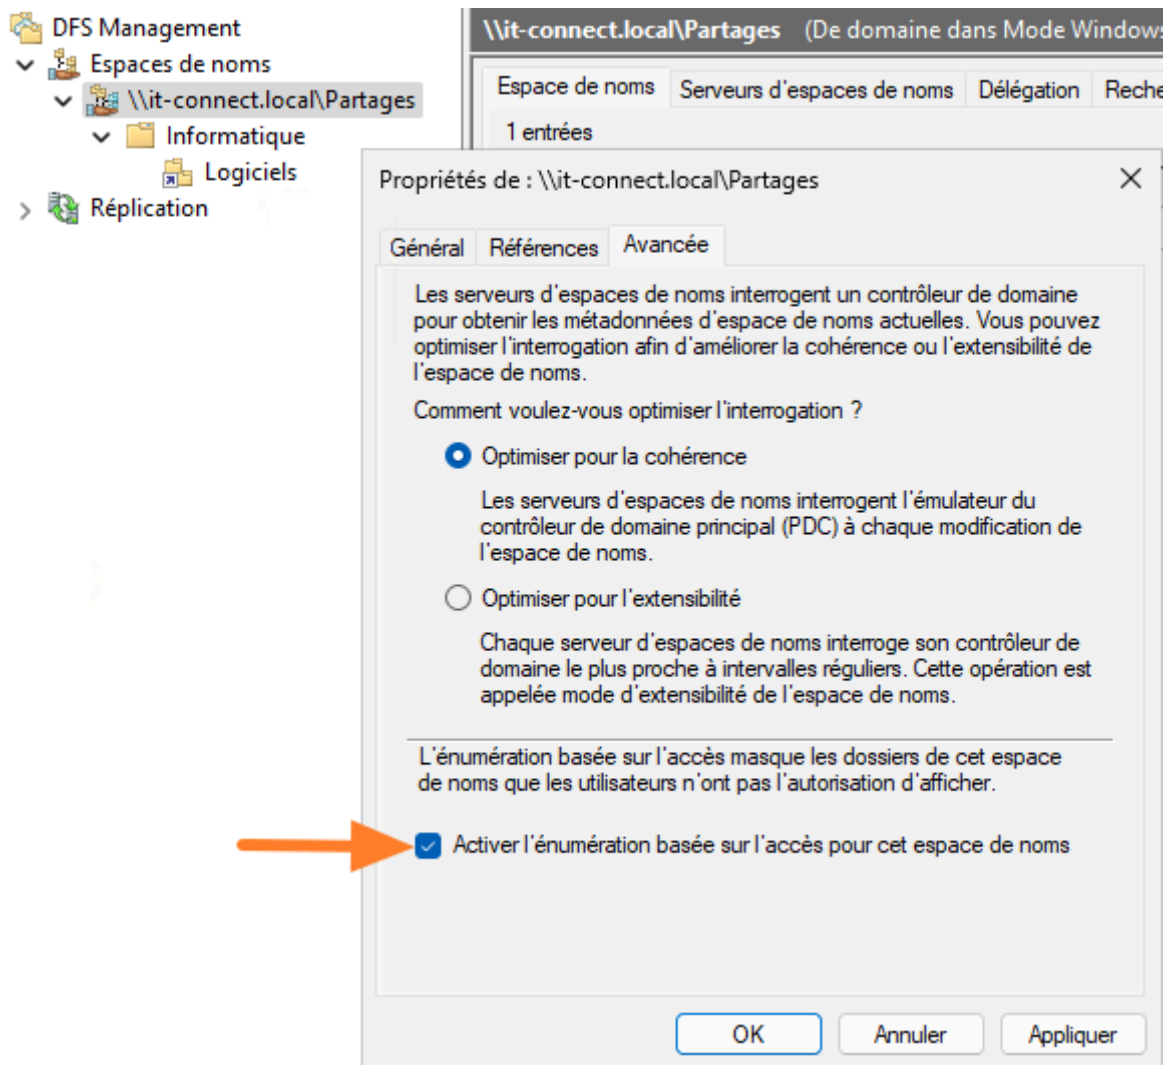 DFS Management
Espaces de noms
\\it-connect.local\Partages
Informatique
Logiciels
Réplication
\\it-connect.local\Partages (De domaine dans Mode Windows
Espace de noms Serveurs d'espaces de noms Délégation Reche
1 entrées
Propriétés de : \\it-connect.local\Partages
Général Références Avancée
Les serveurs d'espaces de noms interrogent un contrôleur de domaine
pour obtenir les métadonnées d'espace de noms actuelles. Vous pouvez
optimiser l'interrogation afin d'améliorer la cohérence ou l'extensibilité de
l'espace de noms.
Comment voulez-vous optimiser l'interrogation ?
Optimiser pour la cohérence
Les serveurs d'espaces de noms interrogent l'émulateur du
contrôleur de domaine principal (PDC) à chaque modification de
l'espace de noms.
Optimiser pour l'extensibilité
Chaque serveur d'espaces de noms interroge son contrôleur de
domaine le plus proche à intervalles réguliers. Cette opération est
appelée mode d'extensibilité de l'espace de noms.
L'énumération basée sur l'accès masque les dossiers de cet espace
de noms que les utilisateurs n'ont pas l'autorisation d'afficher.
Activer l'énumération basée sur l'accès pour cet espace de noms
OK Annuler Appliquer